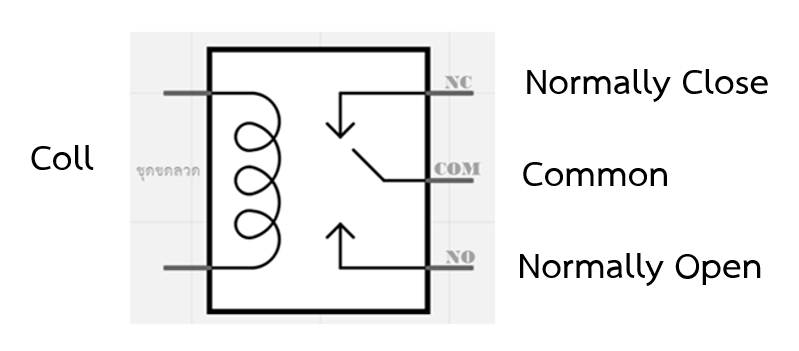 NC
Normally Close
Coll
ชุดขดลวด
COM
Common
NO
Normally Open